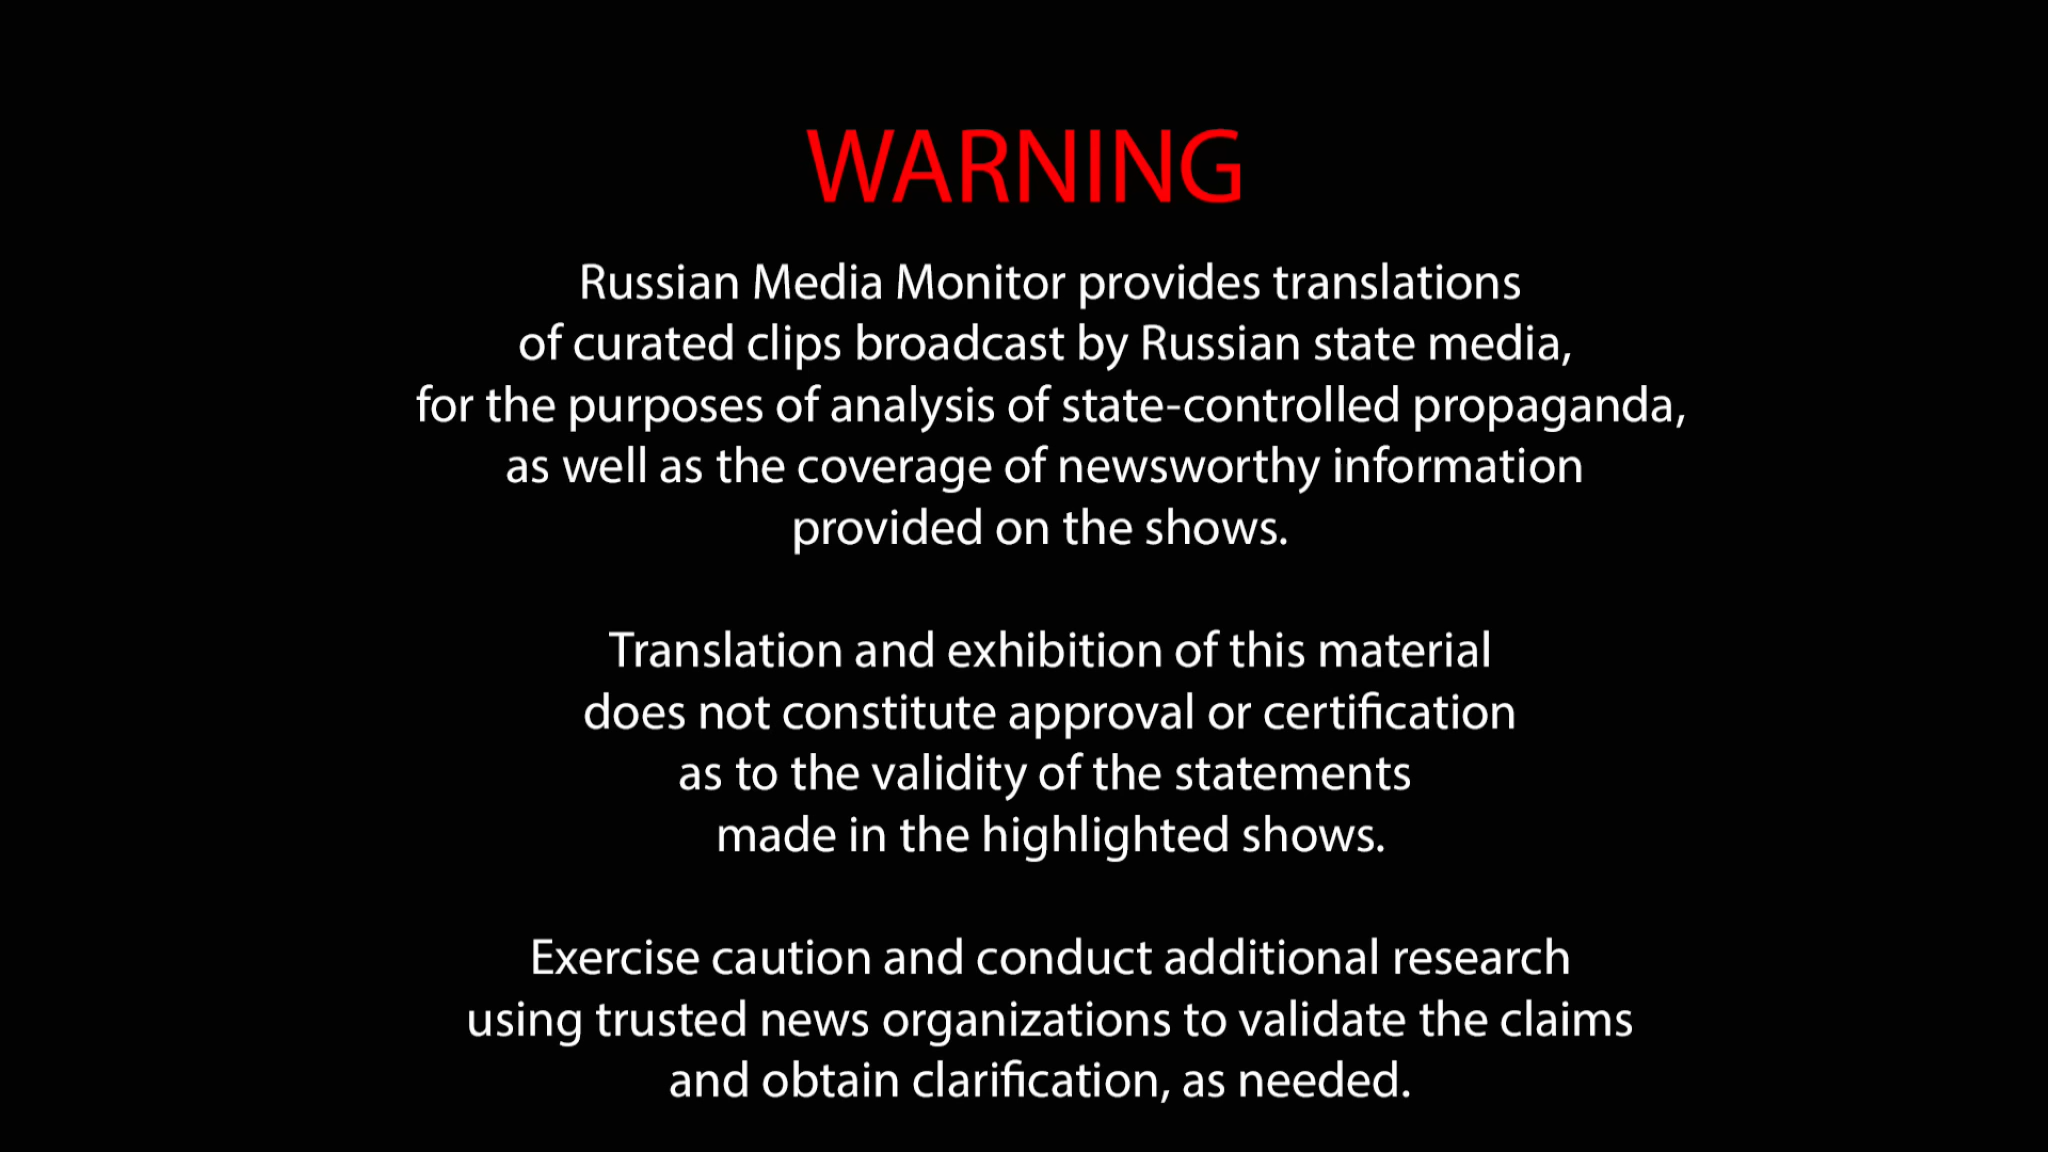 WARNING
Russian Media Monitor provides translations
of curated clips broadcast by Russian state media,
for the purposes of analysis of state-controlled propaganda,
as well as the coverage of newsworthy information
provided on the shows.
Translation and exhibition of this material
does not constitute approval or certification
as to the validity of the statements
made in the highlighted shows.
Exercise caution and conduct additional research
using trusted news organizations to validate the claims
and obtain clarification, as needed.